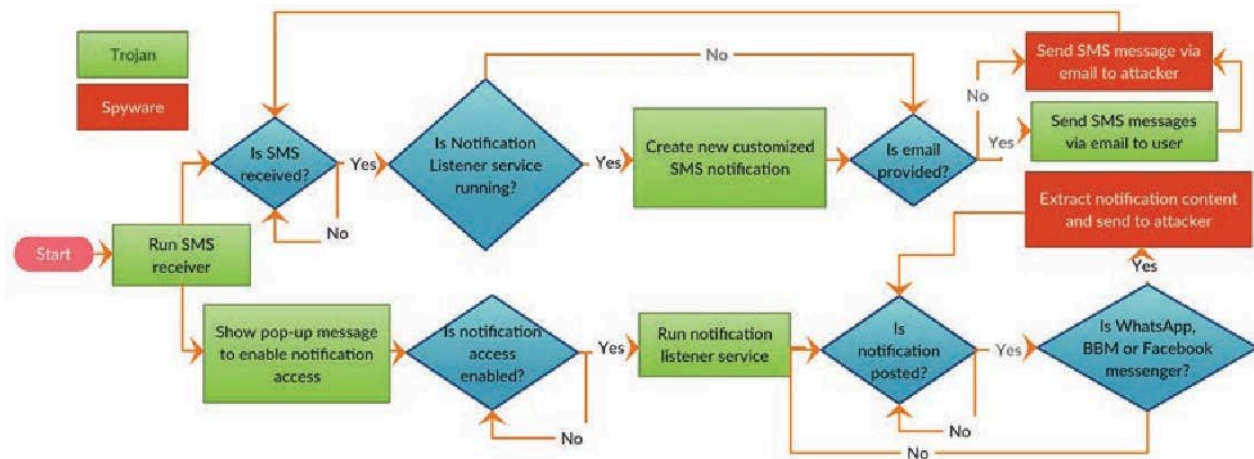 Trojan
Spyware
No
Send SMS message via
email to attacker
No
Is SMS
received?
Yes
Is Notification
Listener service
running?
Yes
Create new customized
SMS notification
Is email
provided?
Yes
Send SMS messages
via email to user
No
Extract notification content
and send to attacker
Start
Run SMS
receiver
Yes
Show pop-up message
to enable notification
access
Is notification
access
enabled?
Yes
Run notification
listener service
Is
notification
posted?
Yes
Is WhatsApp,
BBM or Facebook
messenger?
No
No
No